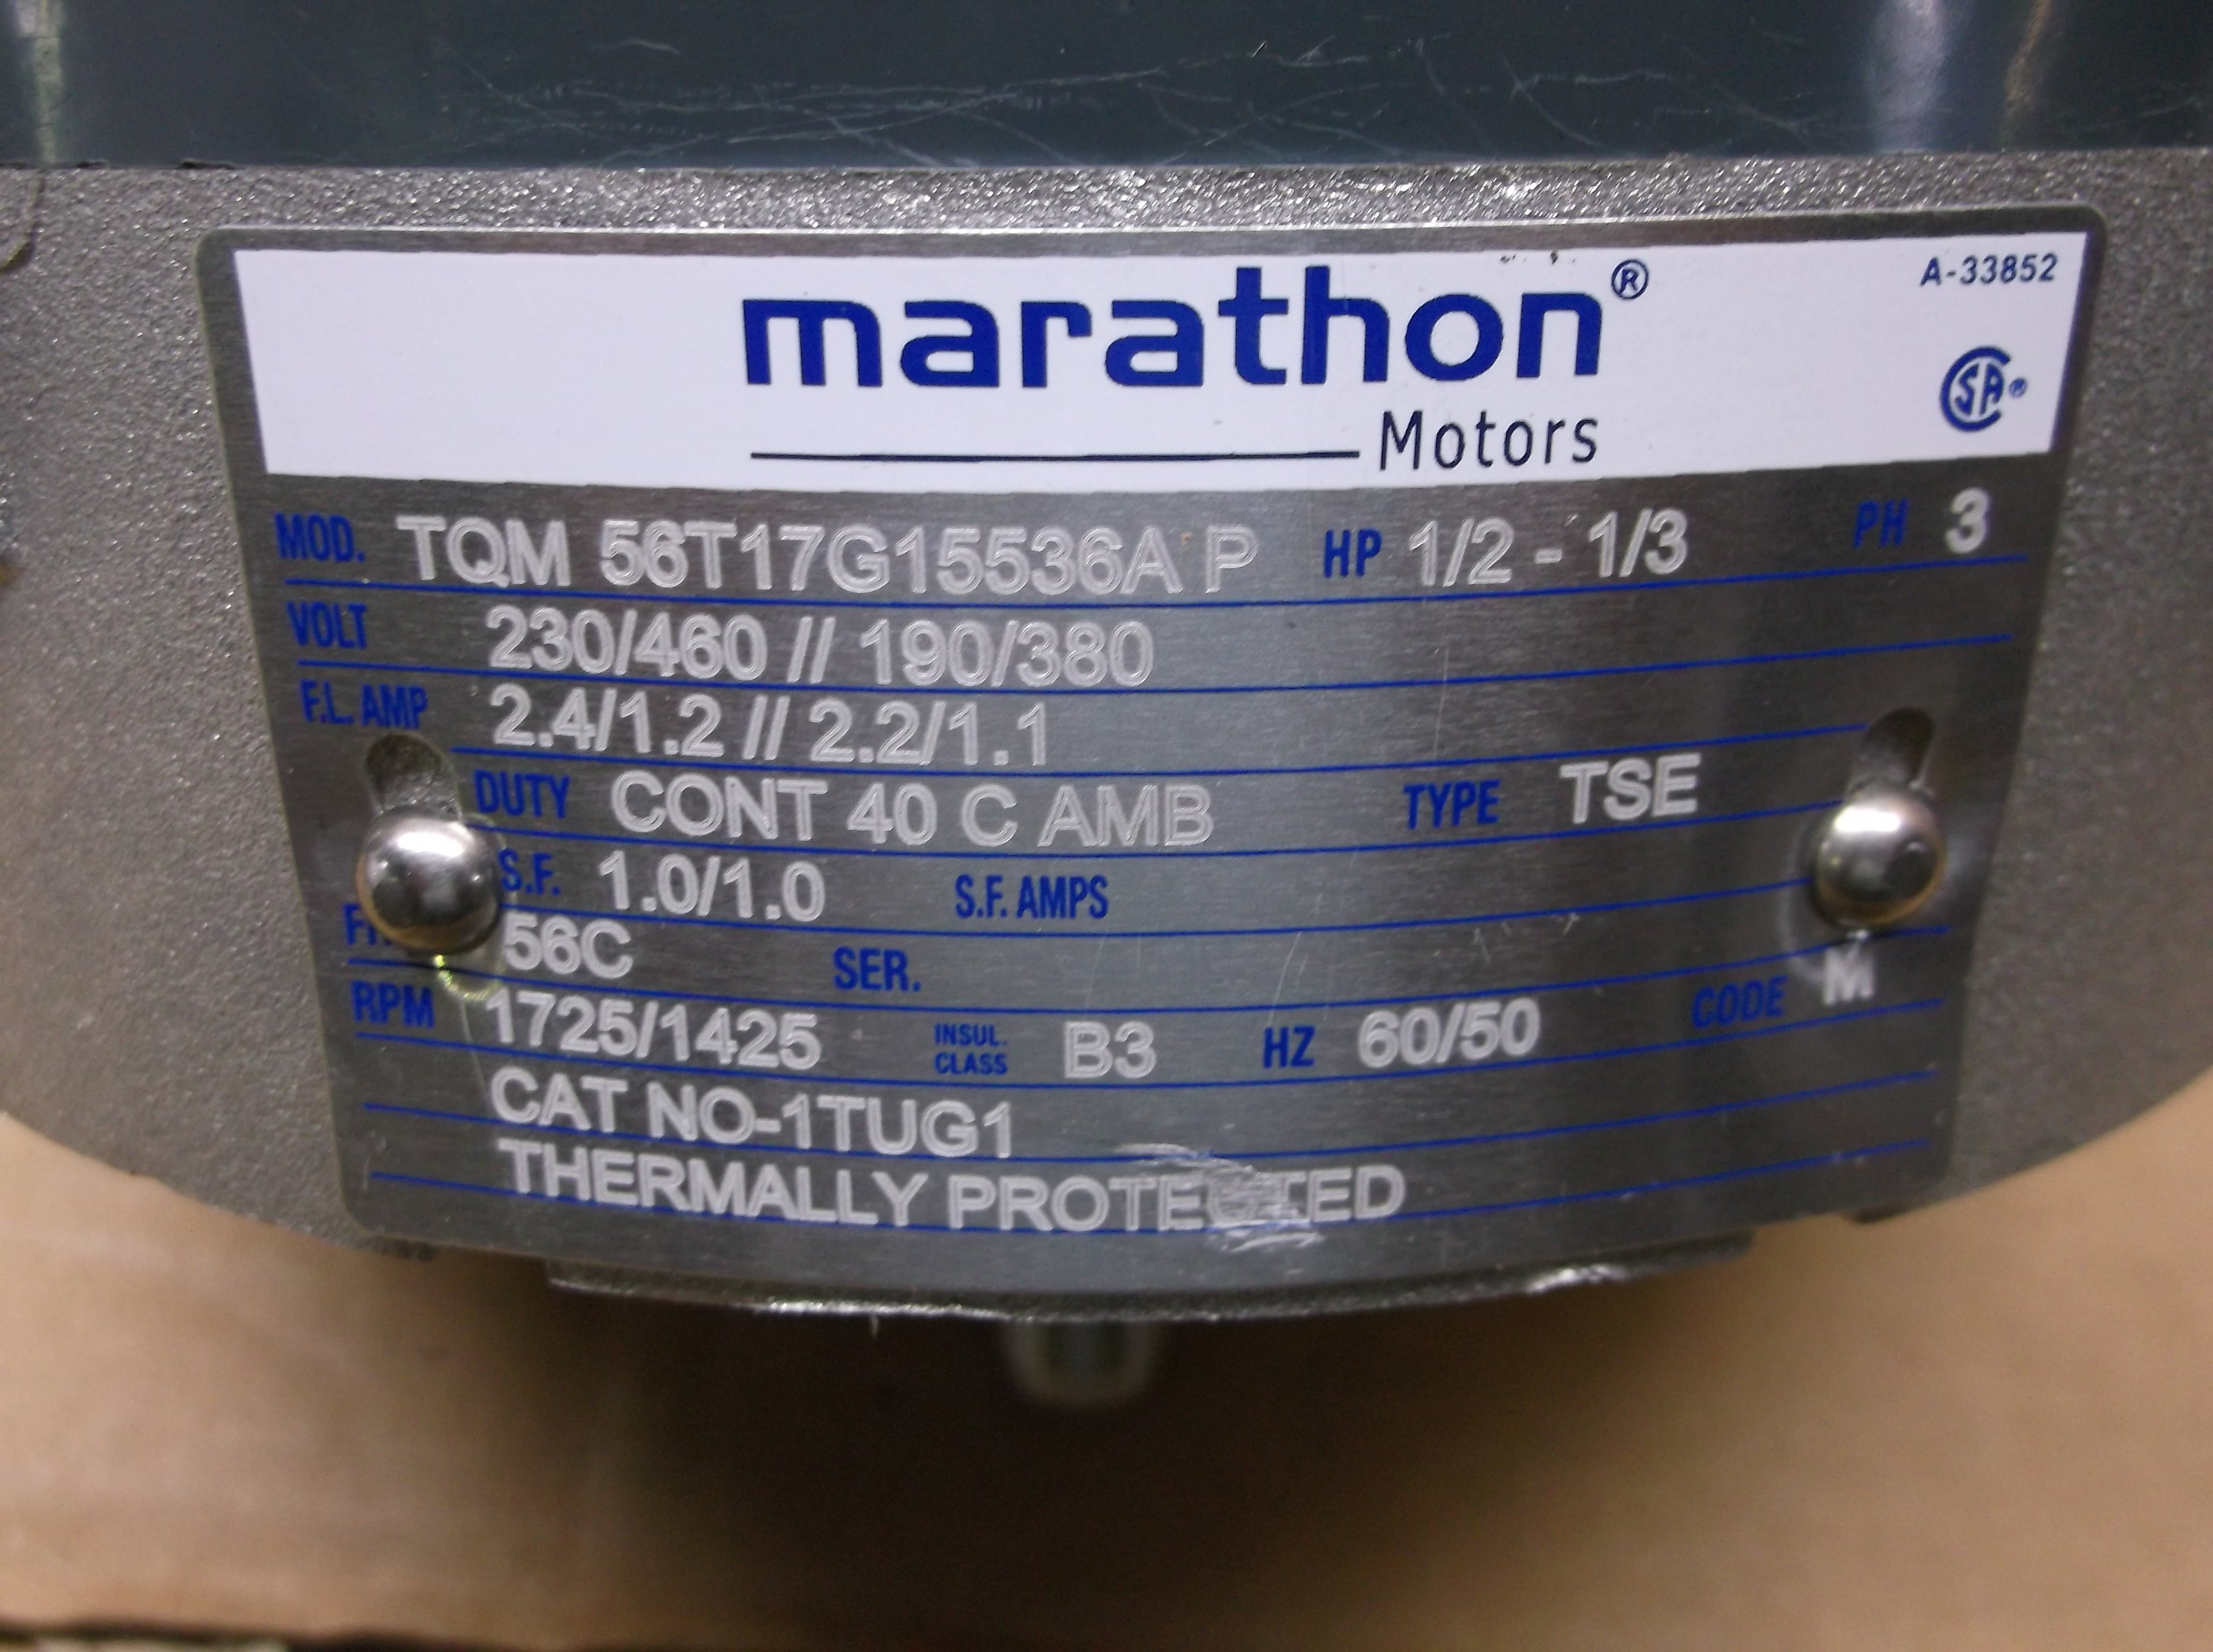 A-33852
marathon®
Motors
CSA®
MOD. TQM 56T17G15536A P HP 1/2 - 1/3 PH 3
VOLT 230/460 // 190/380
F.L. AMP 2.4/1.2 // 2.2/1.1
DUTY CONT 40 C AMB TYPE TSE
S.F. 1.0/1.0 S.F. AMPS
56C SER.
RPM 1725/1425 INSUL. CLASS B3 HZ 60/50 CODE M
CAT NO-1TUG1
THERMALLY PROTECTED